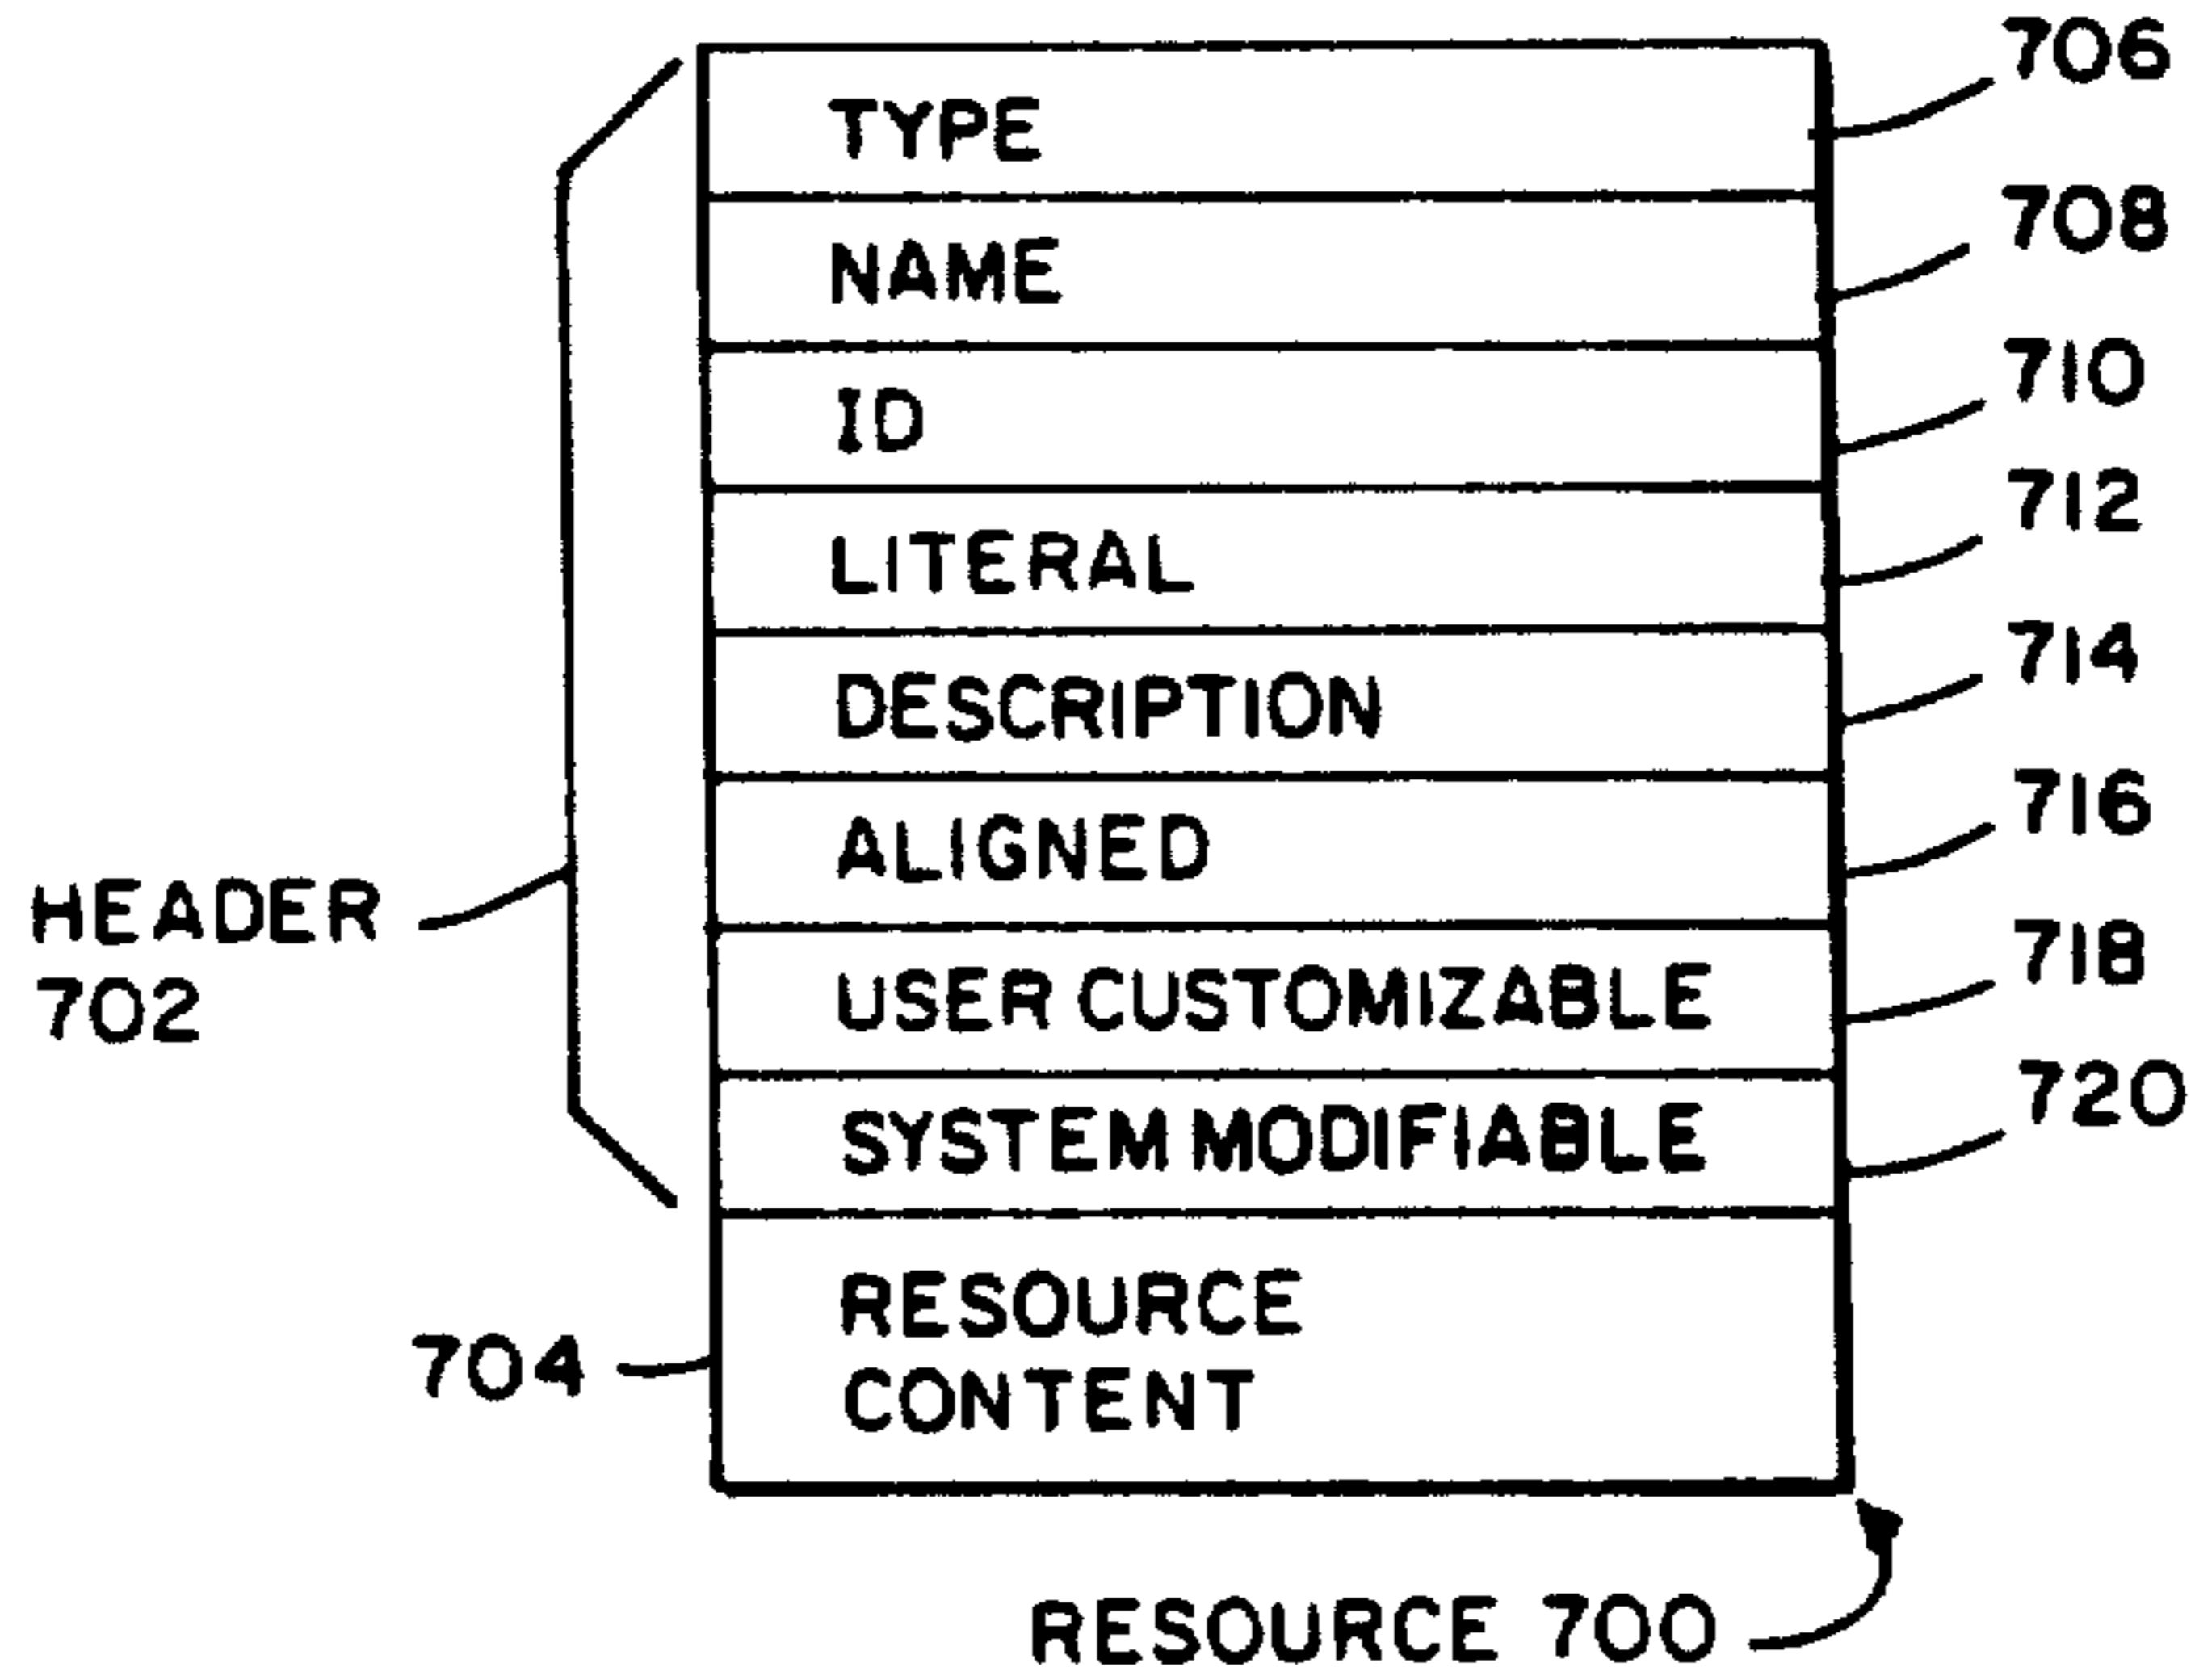 706
TYPE
708
NAME
710
ID
712
LITERAL
714
DESCRIPTION
716
ALIGNED
HEADER
702
718
USER CUSTOMIZABLE
720
SYSTEM MODIFIABLE
RESOURCE
CONTENT
704
RESOURCE 700